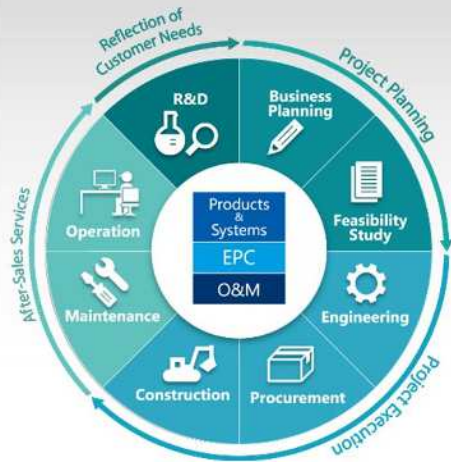 Reflection of
Customer Needs
Project Planning
Project Execution
After-Sales Services
R&D
Business
Planning
Feasibility
Study
Engineering
Procurement
Construction
Maintenance
Operation
Products
&
Systems
EPC
O&M